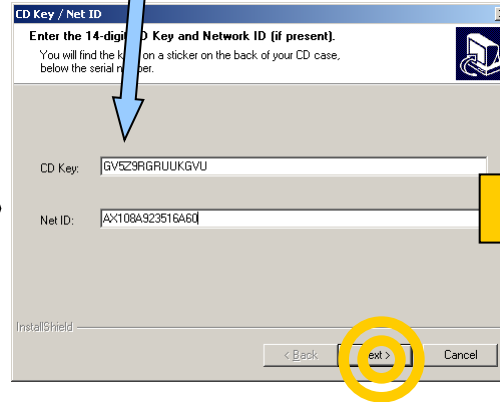 CD Key / Net ID
Enter the 14-digit CD Key and Network ID (if present).
You will find the key on a sticker on the back of your CD case,
below the serial number.
CD Key: GV5Z9RGRUUKGVU
Net ID: AX108A923516A60
InstallShield
< Back Next > Cancel